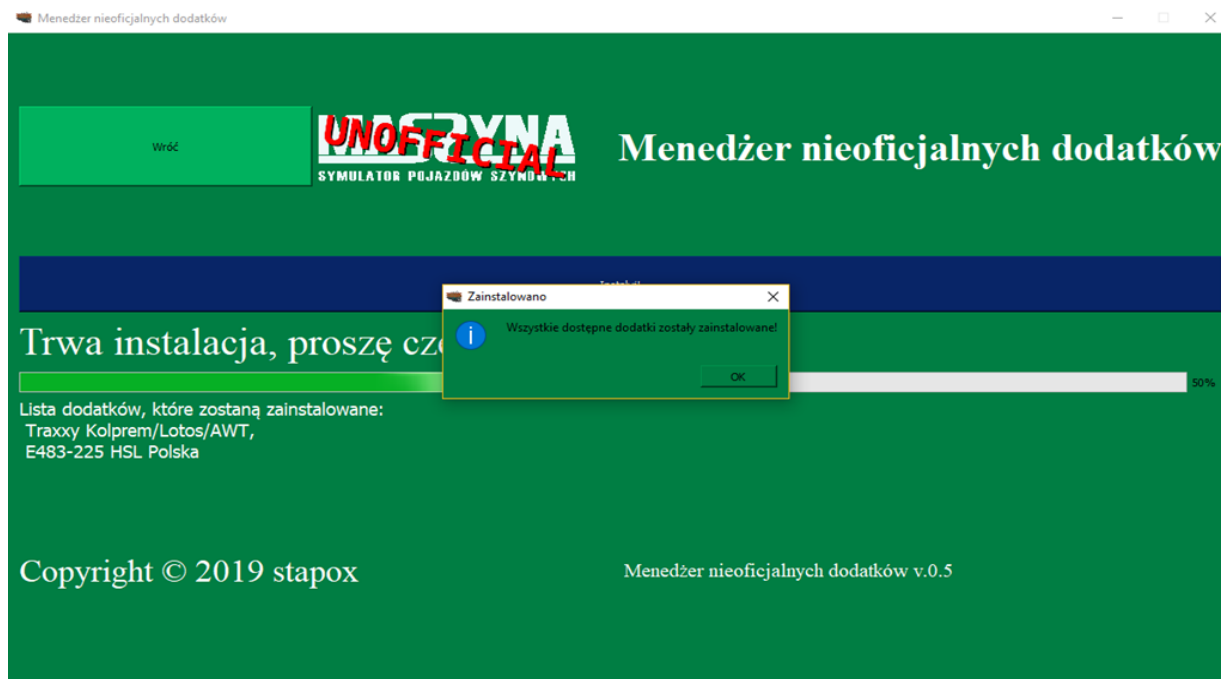 Menedżer nieoficjalnych dodatków
Wróć
UNOFFICIAL
SYMULATOR POJAZDÓW SZYNOWYCH
Menedżer nieoficjalnych dodatków
Zainstalowano
Wszystkie dostępne dodatki zostały zainstalowane!
OK
Trwa instalacja, proszę
50%
Lista dodatków, które zostaną zainstalowane:
Traxxy Kolprem/Lotos/AWT,
E483-225 HSL Polska
Copyright © 2019 stapox
Menedżer nieoficjalnych dodatków v.0.5